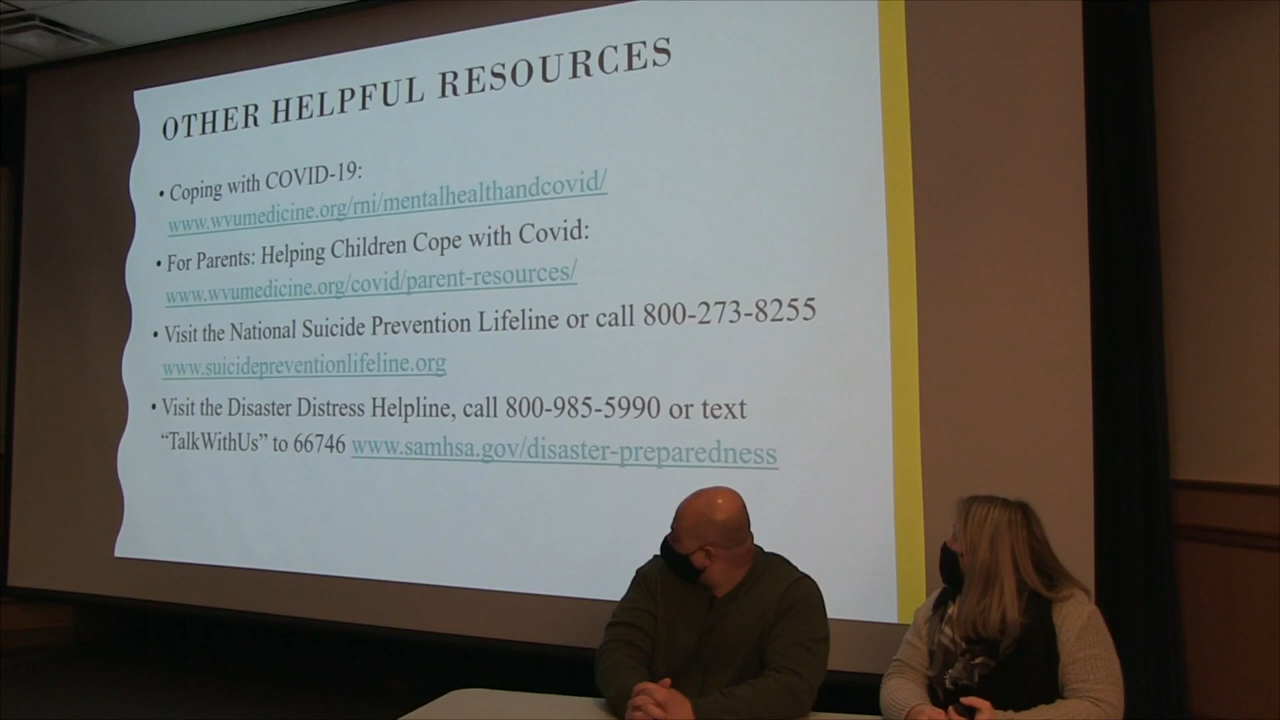 OTHER HELPFUL RESOURCES
• Coping with COVID-19:
www.wvumedicine.org/rni/mentalhealthandcovid/
• For Parents: Helping Children Cope with Covid:
www.wvumedicine.org/covid/parent-resources/
• Visit the National Suicide Prevention Lifeline or call 800-273-8255
www.suicidepreventionlifeline.org
• Visit the Disaster Distress Helpline, call 800-985-5990 or text
“TalkWithUs” to 66746 www.samhsa.gov/disaster-preparedness